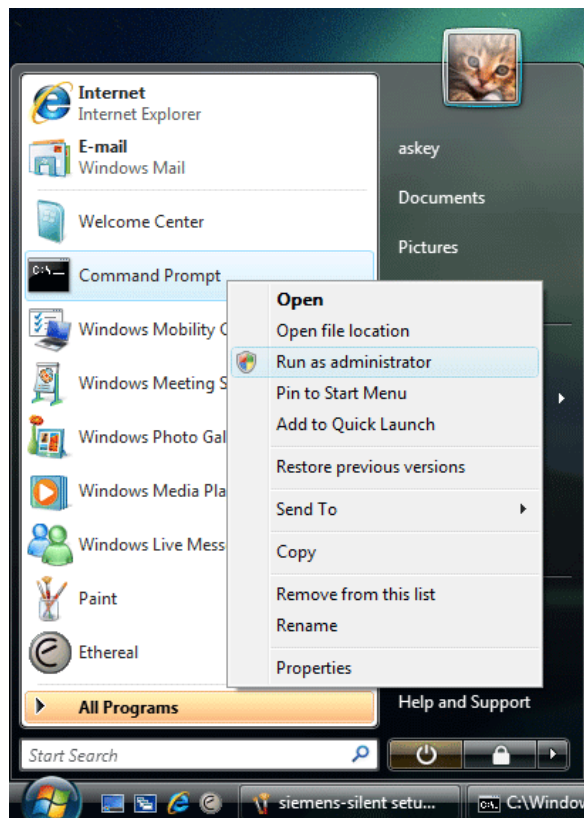 Internet
Internet Explorer
E-mail
Windows Mail
Welcome Center
Command Prompt
Windows Mobility C
Windows Meeting S
Windows Photo Gal
Windows Media Pla
Windows Live Mess
Paint
Ethereal
All Programs
Start Search
askey
Documents
Pictures
Open
Open file location
Run as administrator
Pin to Start Menu
Add to Quick Launch
Restore previous versions
Send To
Copy
Remove from this list
Rename
Properties
Help and Support
siemens-silent setu...
C:\Window